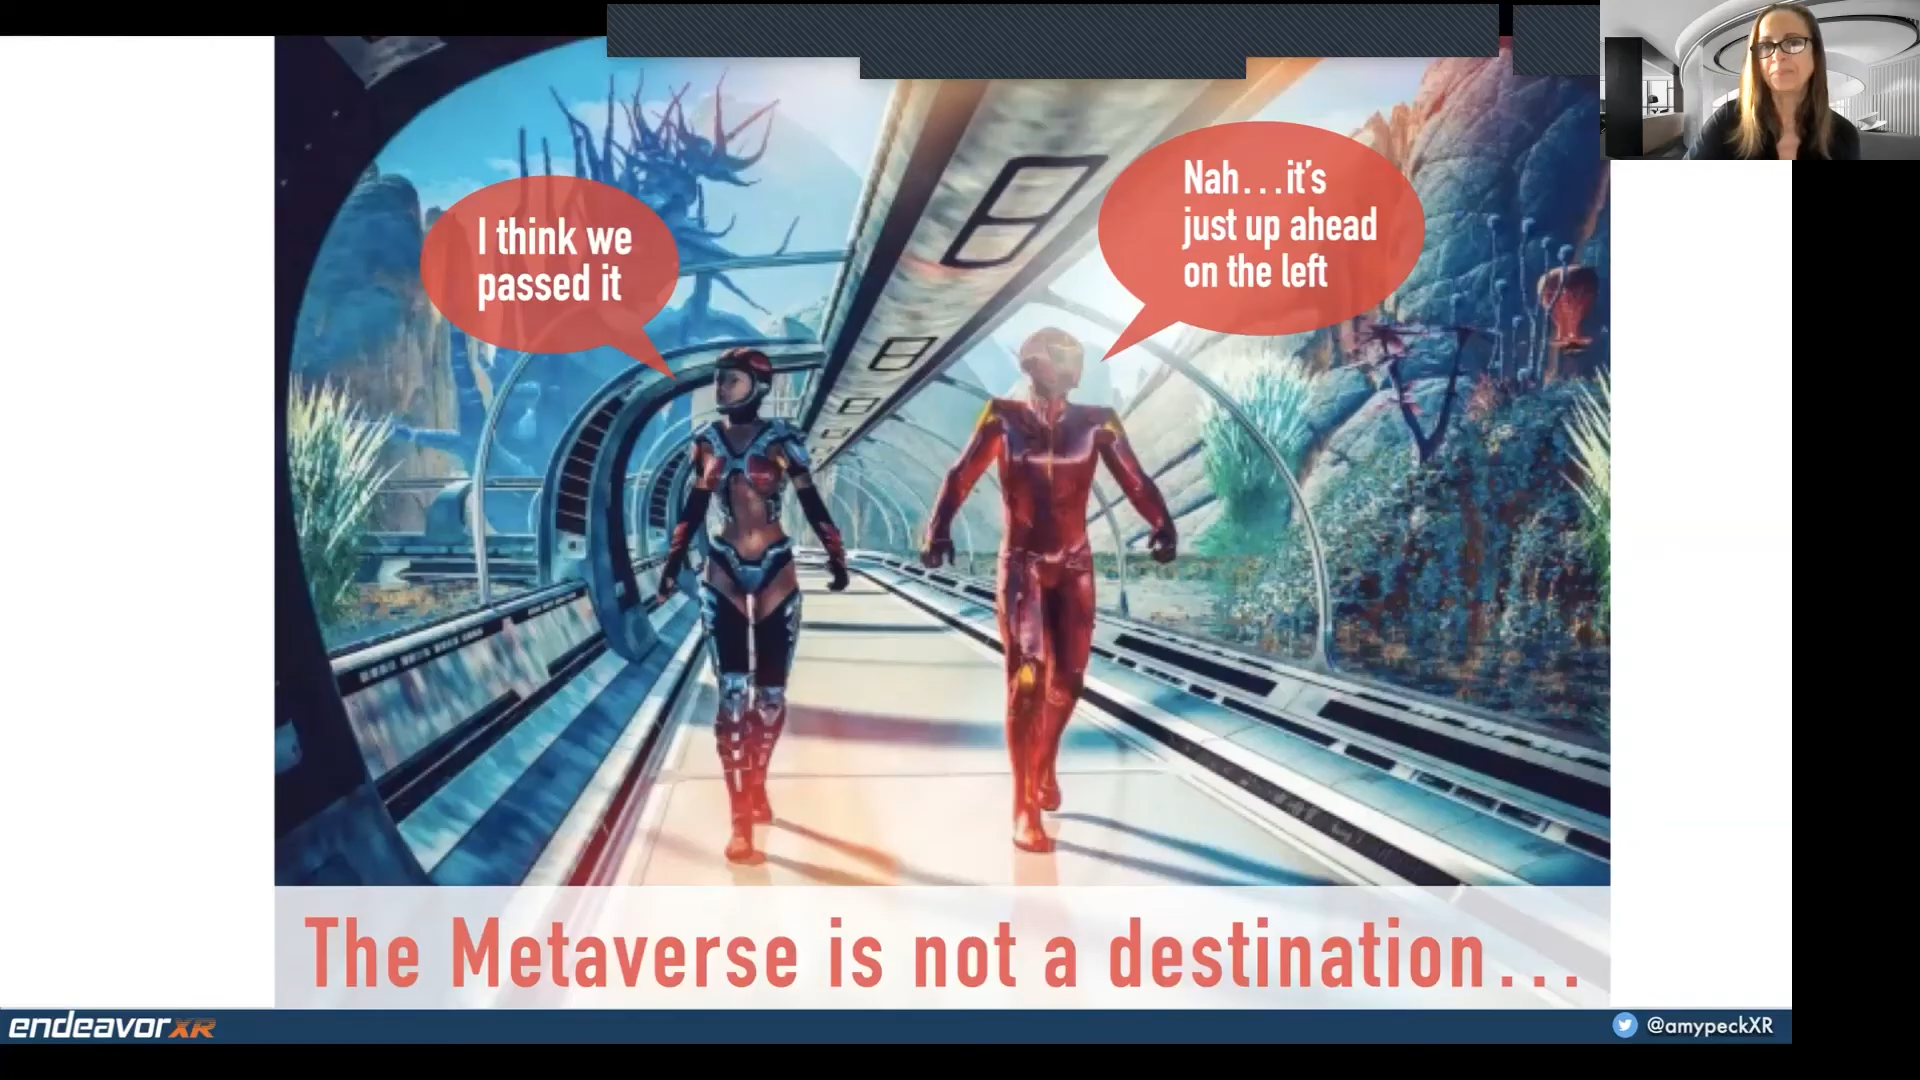 I think we
passed it
Nah...it's
just up ahead
on the left
The Metaverse is not a destination...
endeavorXR
@amypeckXR